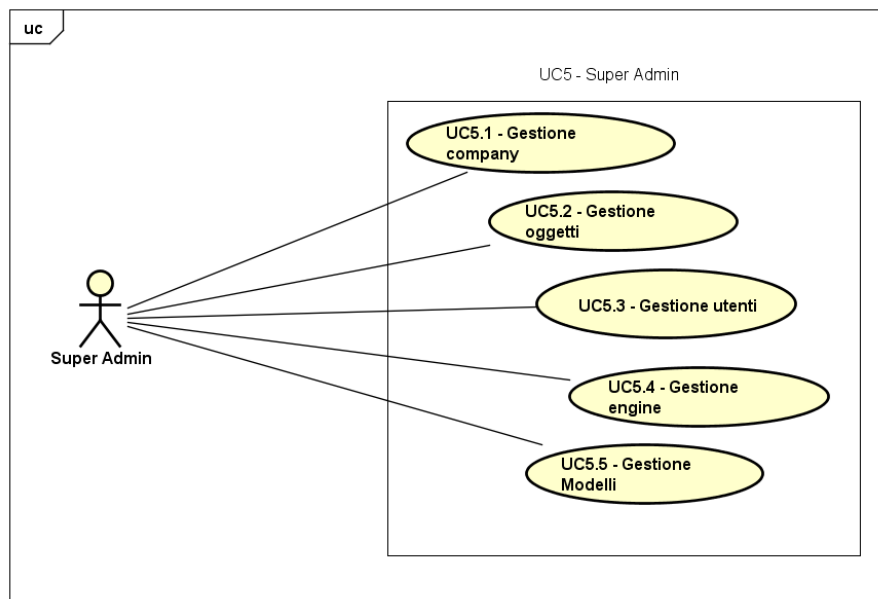 uc
UC5 - Super Admin
UC5.1 - Gestione
company
UC5.2 - Gestione
oggetti
UC5.3 - Gestione utenti
Super Admin
UC5.4 - Gestione
engine
UC5.5 - Gestione
Modelli